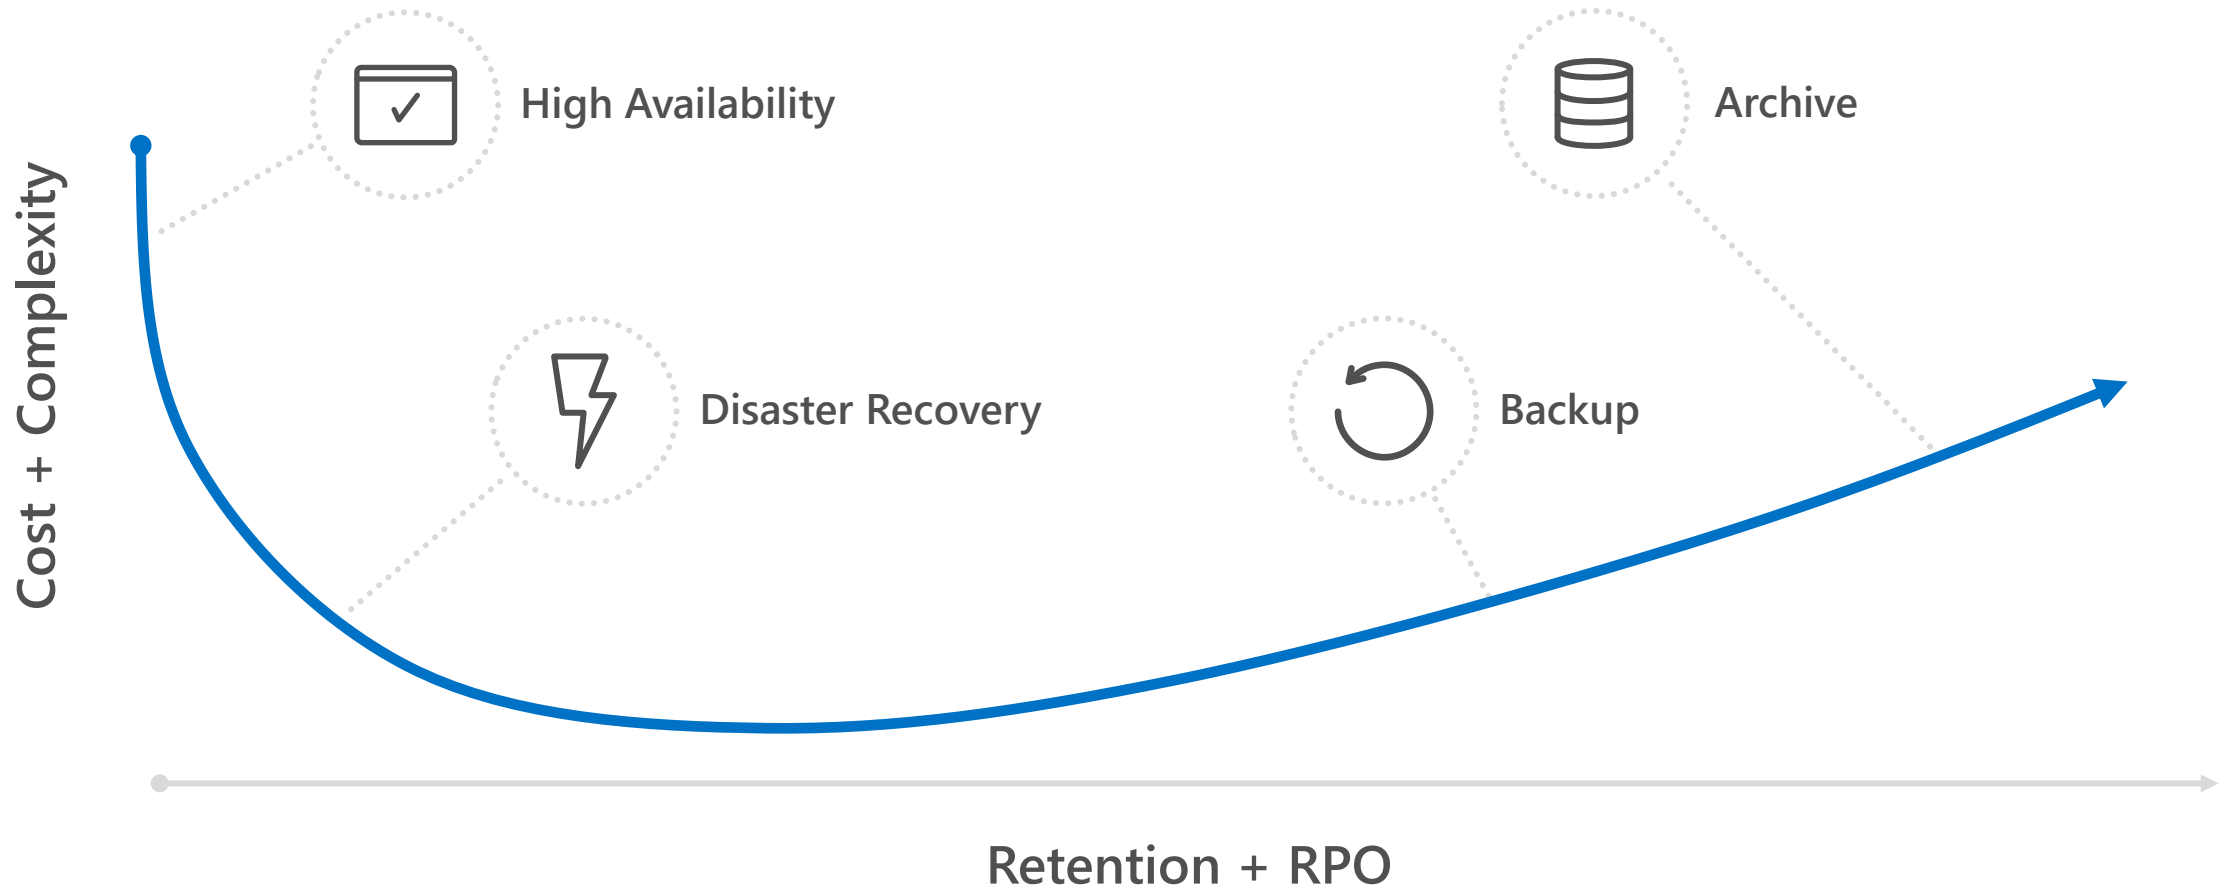 High Availability
Archive
Cost + Complexity
Disaster Recovery
Backup
Retention + RPO